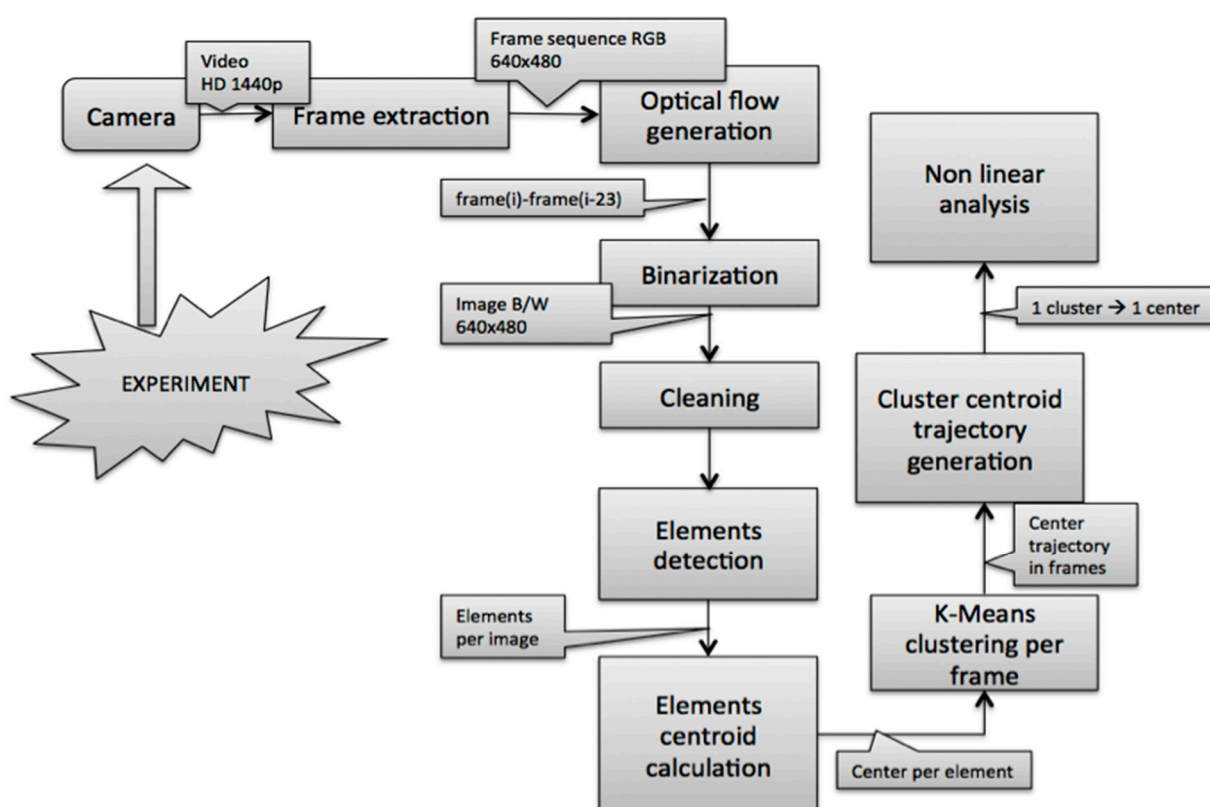 Video
HD 1440p
Frame sequence RGB
640x480
Camera
Frame extraction
Optical flow
generation
frame(i)-frame(i-23)
Binarization
Image B/W
640x480
Cleaning
EXPERIMENT
Elements
detection
Elements
per image
Elements
centroid
calculation
Center per element
K-Means
clustering per
frame
Center
trajectory
in frames
Cluster centroid
trajectory
generation
1 cluster → 1 center
Non linear
analysis